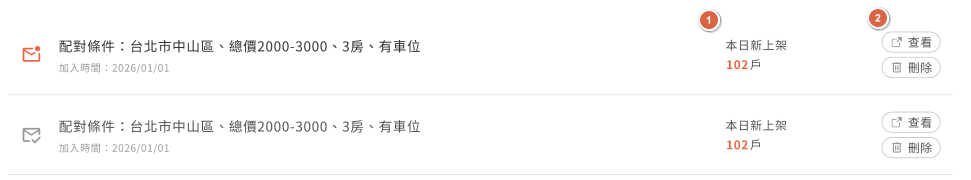 1
2
配對條件：台北市中山區、總價2000-3000、3房、有車位
加入時間：2026/01/01
本日新上架
102戶
查看
刪除
配對條件：台北市中山區、總價2000-3000、3房、有車位
加入時間：2026/01/01
本日新上架
102戶
查看
刪除